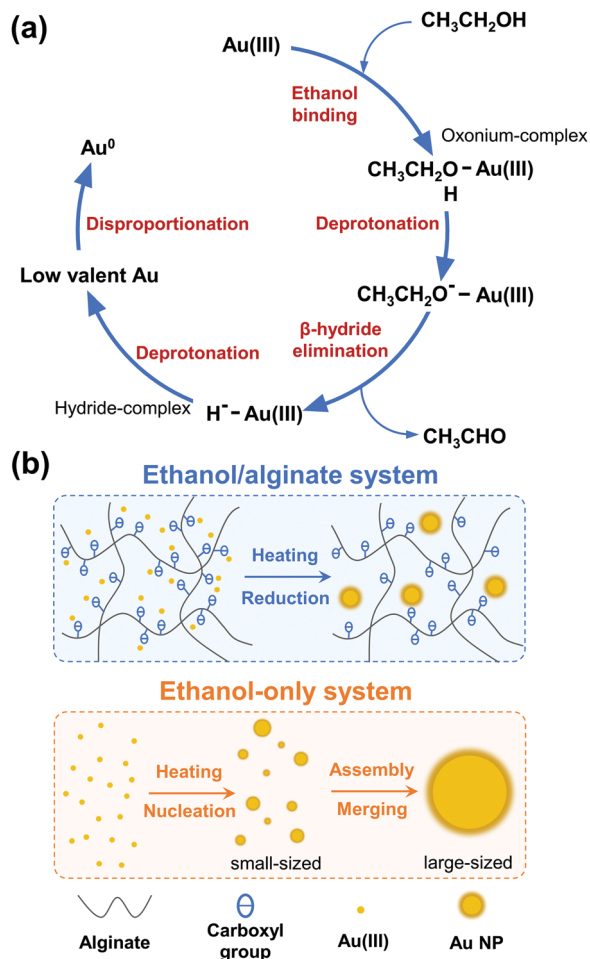 (a)
CH₃CH₂OH
Au(III)
Ethanol
binding
Oxonium-complex
CH₃CH₂O – Au(III)
H
Au⁰
Disproportionation
Deprotonation
Low valent Au
CH₃CH₂O⁻ – Au(III)
β-hydride
elimination
Deprotonation
Hydride-complex
H⁻ – Au(III)
CH₃CHO
(b)
Ethanol/alginate system
Heating
Reduction
Ethanol-only system
Heating
Nucleation
Assembly
Merging
small-sized
large-sized
Alginate
Carboxyl
group
Au(III)
Au NP